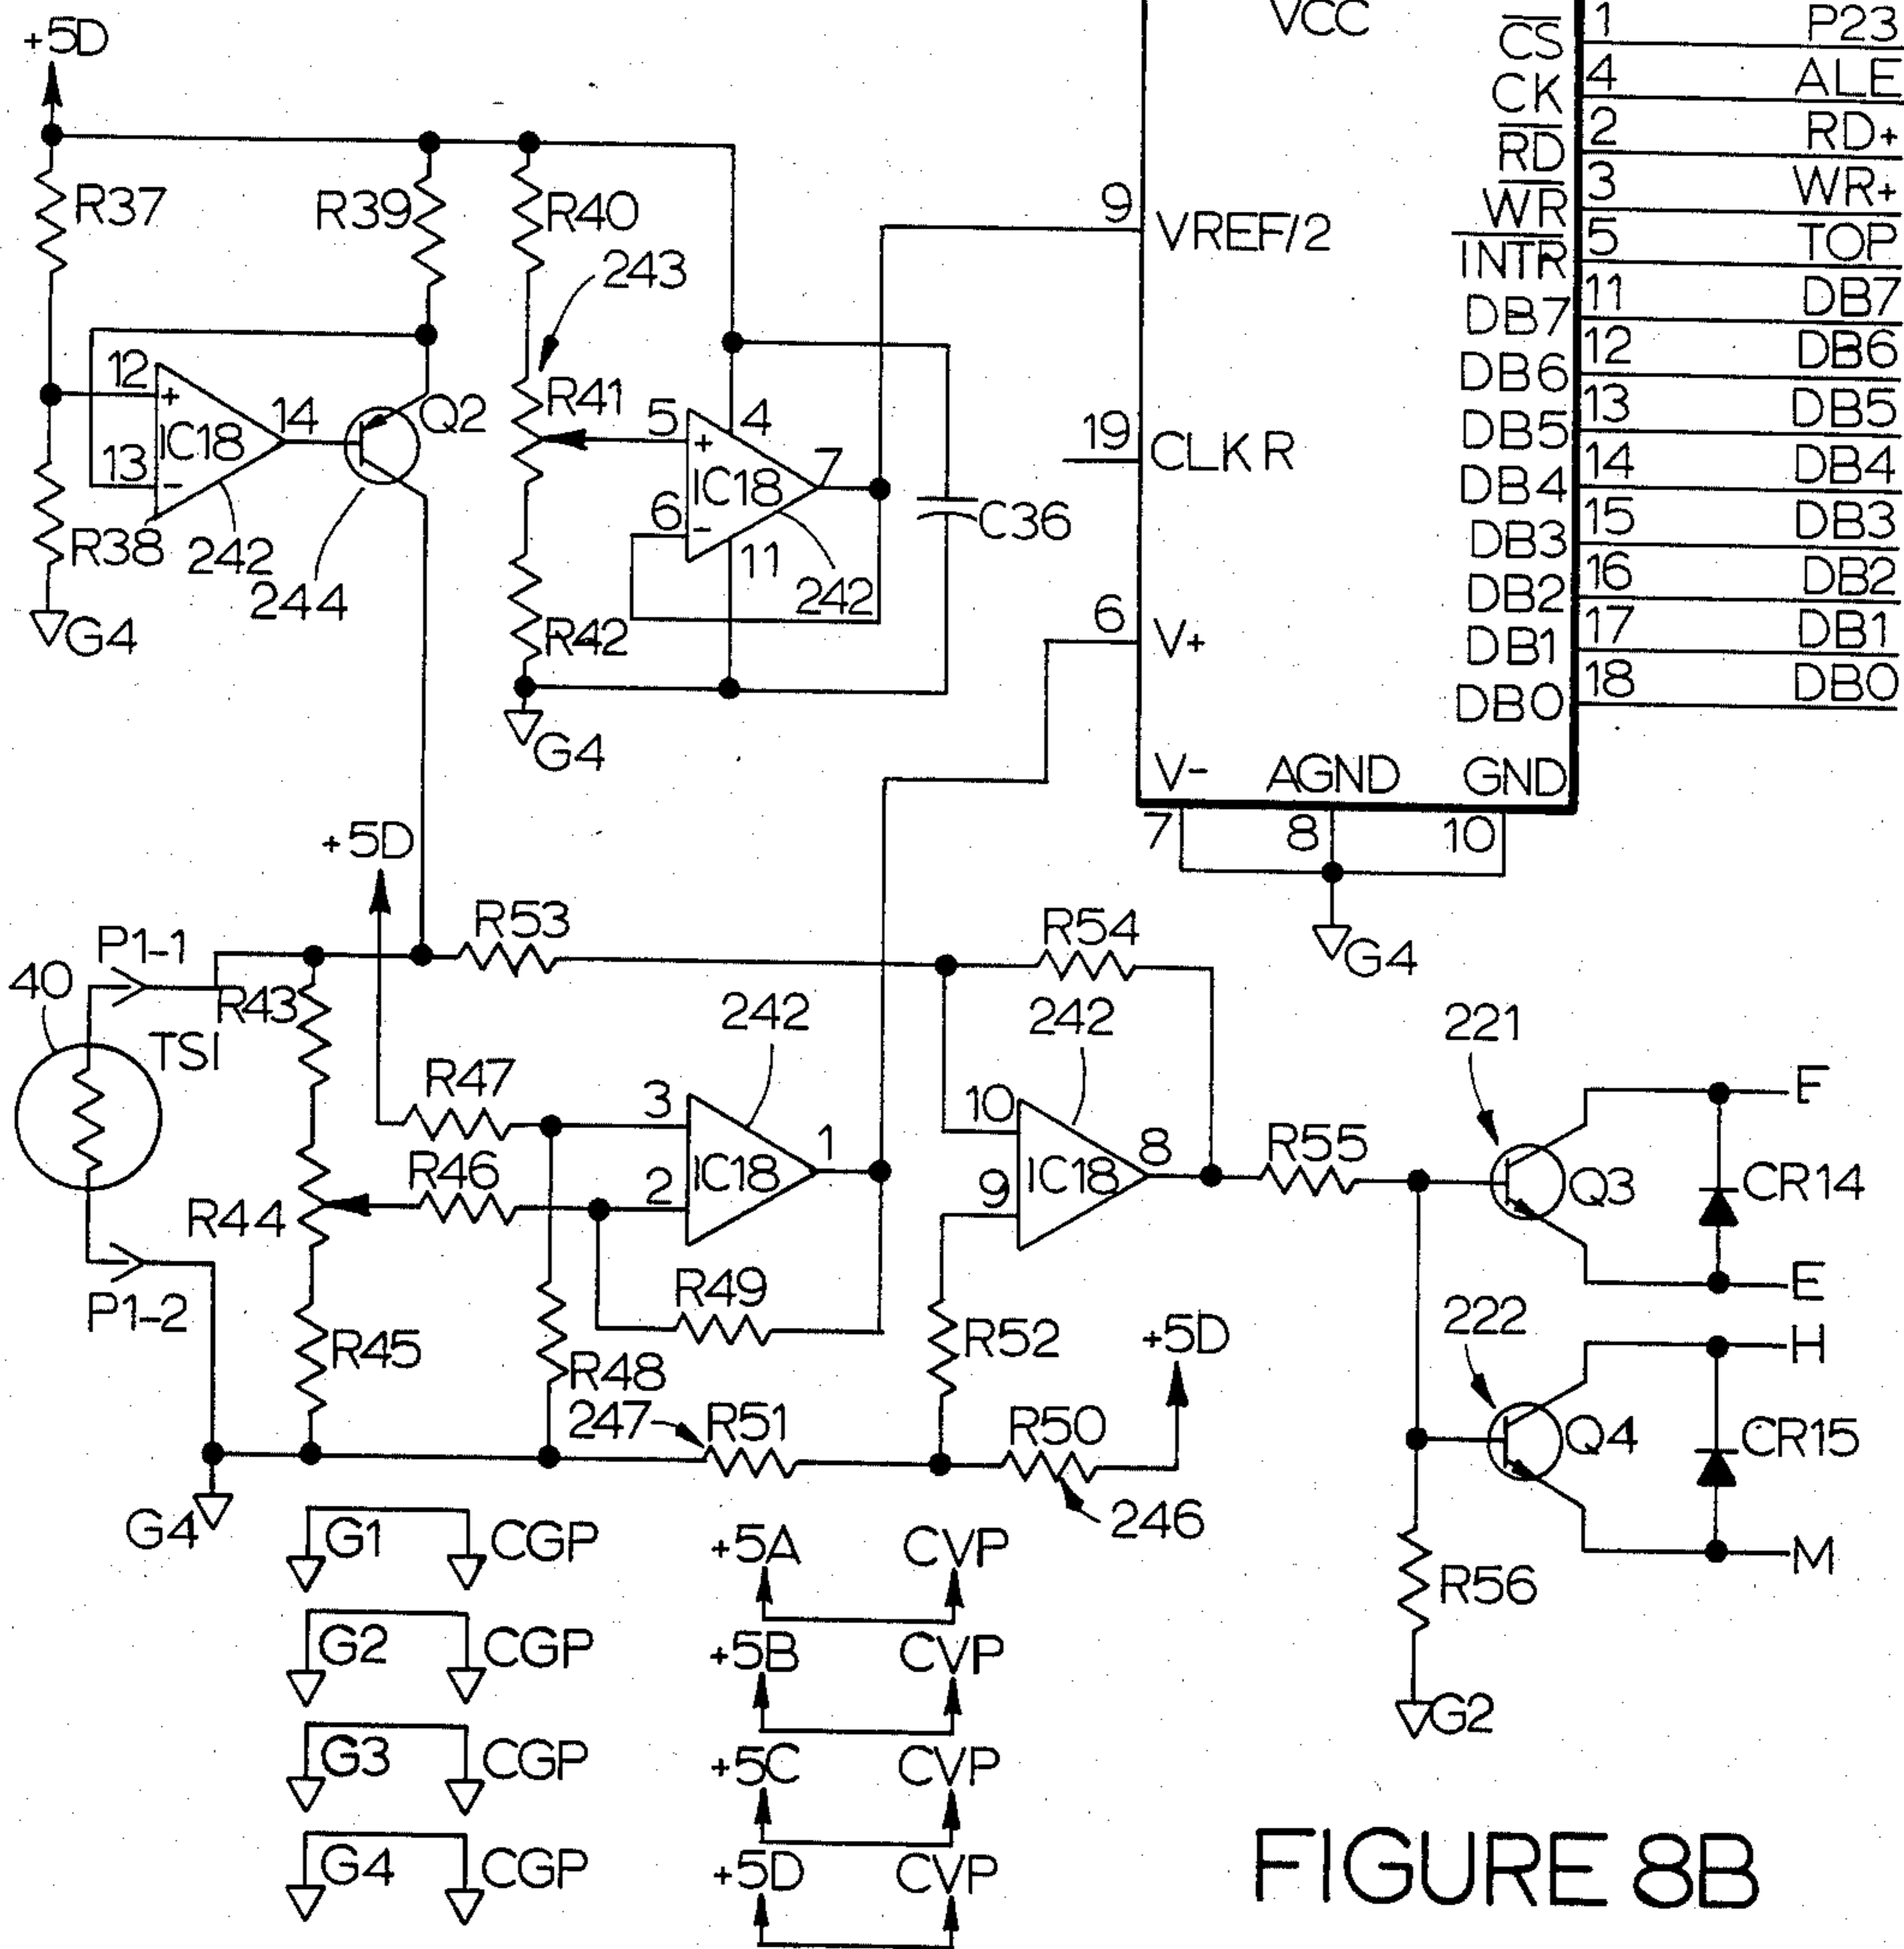 +5D
VCC
CS 1 P23
CK 4 ALE
RD 2 RD+
WR 3 WR+
INTR 5 TOP
DB7 11 DB7
DB6 12 DB6
DB5 13 DB5
DB4 14 DB4
DB3 15 DB3
DB2 16 DB2
DB1 17 DB1
DB0 18 DB0
R37
R39
R40
243
9 VREF/2
12
+
IC18
13
-
14
Q2
R41
5
+
4
IC18
7
6
-
11
C36
19 CLK R
R38
242
244
242
R42
G4
G4
6 V+
V- AGND GND
7
8
10
G4
+5D
R53
R54
P1-1
40
R43
TSI
242
242
221
R47
3
IC18
1
10
IC18
8
R55
F
Q3
CR14
R46
2
9
R44
E
P1-2
R49
R45
R48
R52
+5D
222
H
247
R51
R50
Q4
CR15
246
G4
M
R56
G2
G1 CGP
+5A CVP
G2 CGP
+5B CVP
G3 CGP
+5C CVP
G4 CGP
+5D CVP
FIGURE 8B